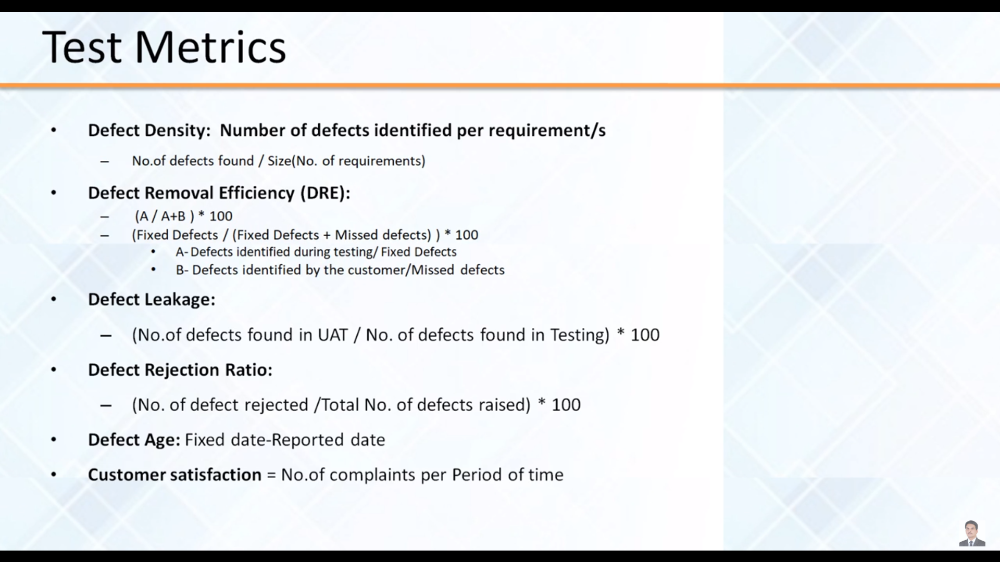 Test Metrics
• Defect Density:  Number of defects identified per requirement/s
– No.of defects found / Size(No. of requirements)
• Defect Removal Efficiency (DRE):
– (A / A+B ) * 100
– (Fixed Defects / (Fixed Defects + Missed defects) ) * 100
• A- Defects identified during testing/ Fixed Defects
• B- Defects identified by the customer/Missed defects
• Defect Leakage:
– (No.of defects found in UAT / No. of defects found in Testing) * 100
• Defect Rejection Ratio:
– (No. of defect rejected /Total No. of defects raised) * 100
• Defect Age: Fixed date-Reported date
• Customer satisfaction = No.of complaints per Period of time